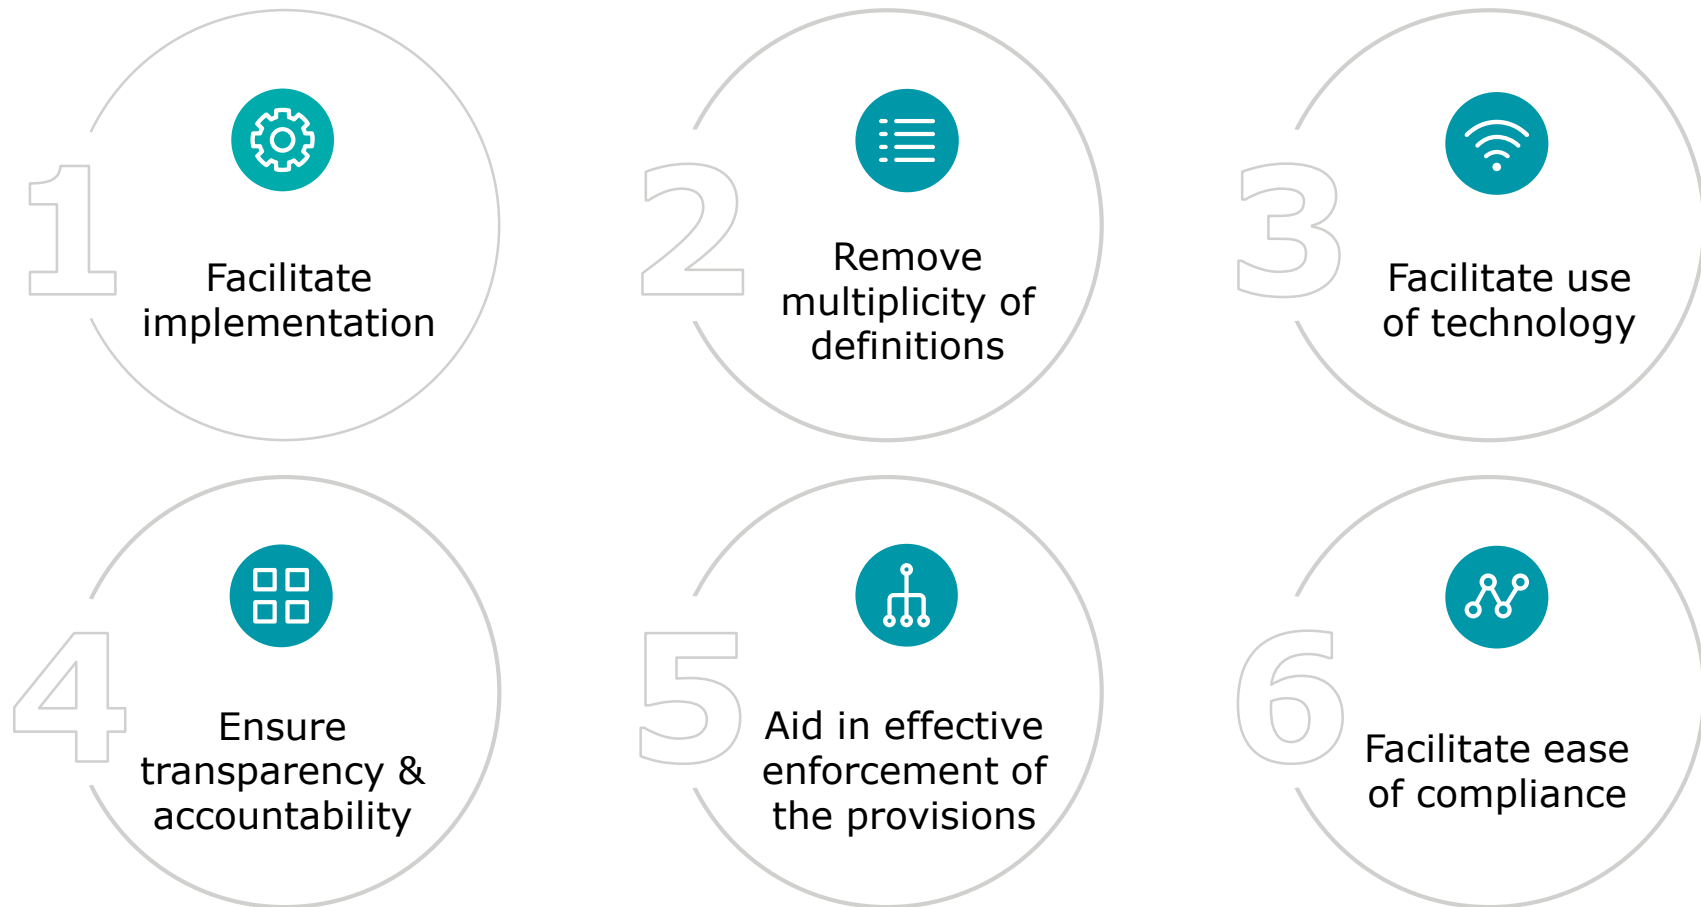 1
Facilitate
implementation
2
Remove
multiplicity of
definitions
3
Facilitate use
of technology
4
Ensure
transparency &
accountability
5
Aid in effective
enforcement of
the provisions
6
Facilitate ease
of compliance